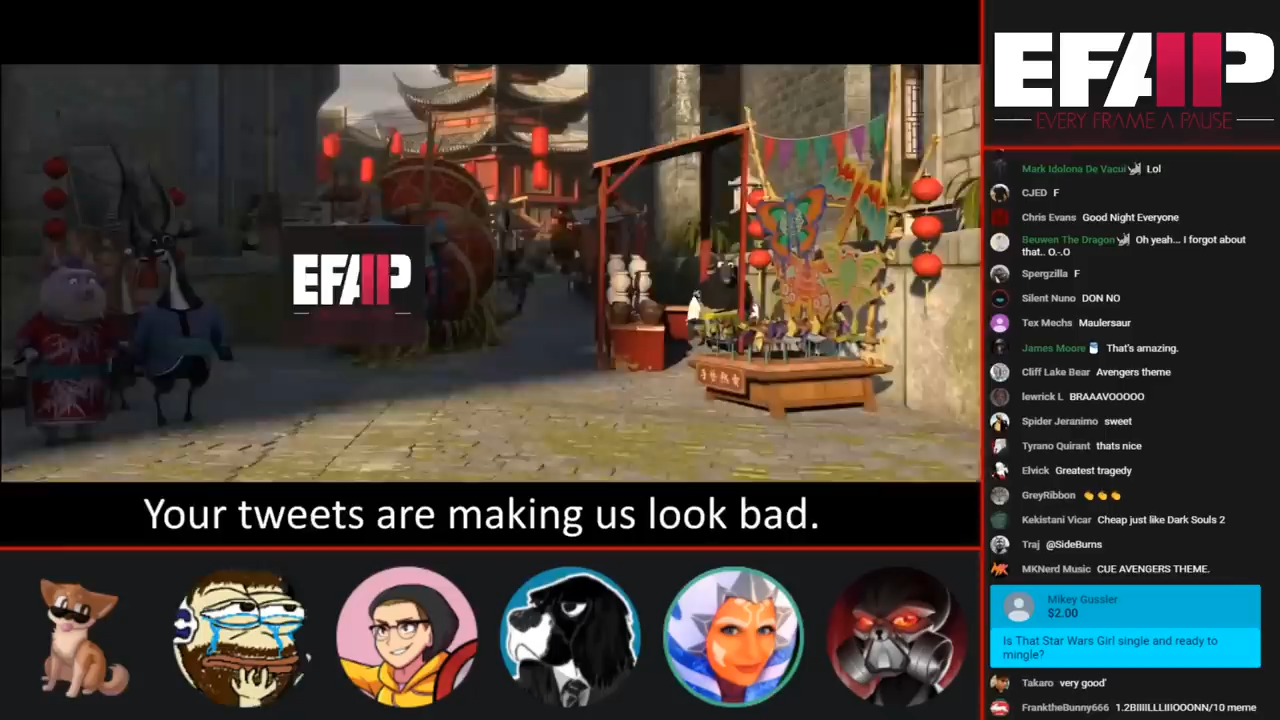 EFAP
EVERY FRAME A PAUSE
EFAP
Your tweets are making us look bad.
Mark Idolona De Vacui Lol
CJED F
Chris Evans Good Night Everyone
Beuwen The Dragon Oh yeah... I forgot about
that.. O.-.O
Spergzilla F
Silent Nuno DON NO
Tex Mechs Maulersaur
James Moore That's amazing.
Cliff Lake Bear Avengers theme
lewrick L BRAAAVOOOOO
Spider Jeranimo sweet
Tyrano Quirant thats nice
Elvick Greatest tragedy
GreyRibbon
Kekistani Vicar Cheap just like Dark Souls 2
Traj @SideBurns
MKNerd Music CUE AVENGERS THEME.
Mikey Gussler
$2.00
Is That Star Wars Girl single and ready to
mingle?
Takaro very good'
FranktheBunny666 1.2BIIIILLLIIIOOONN/10 meme